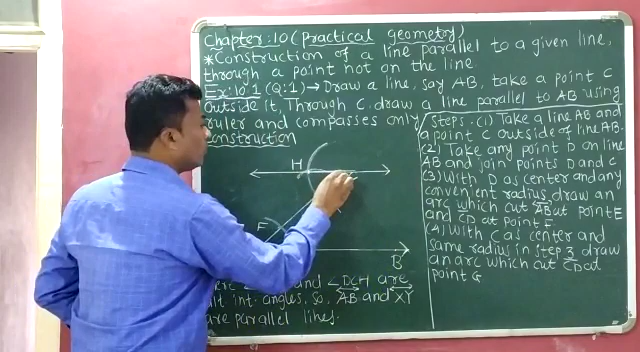 Chapter:10 (Practical geometry)
*Construction of a line parallel to a given line,
through a point not on the line
Ex:10.1 (Q:1) → Draw a line, say AB, take a point C
outside it, Through C, draw a line parallel to AB using
ruler and compasses only
construction
H
F
B
and ∠DCH are
int. angles, so, AB and XY
are parallel lines.
Steps:(1) Take a line AB and
a point C outside of line AB.
(2) Take any point D on line
AB and join points D and C
(3) With D as center and any
convenient radius, draw an
arc which cut AB at point E
and CD at point F.
(4) With C as center and
same radius in step 3 draw
an arc which cut CD at
point G